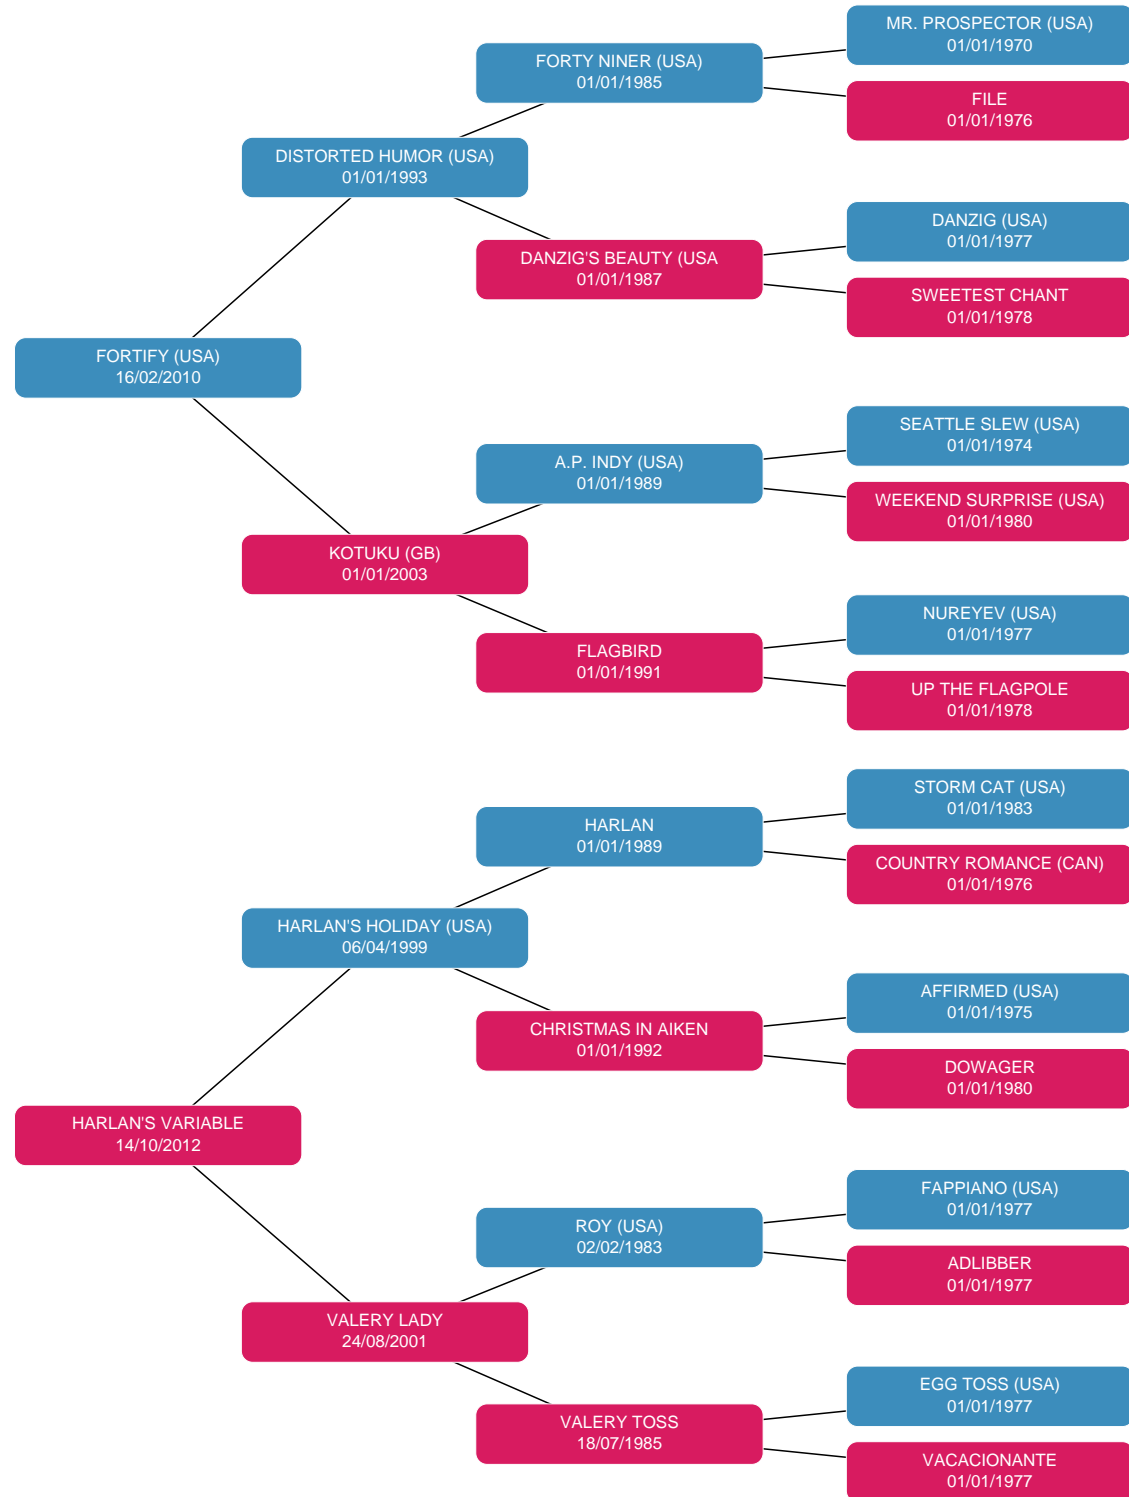 MR. PROSPECTOR (USA)
01/01/1970
FORTY NINER (USA)
01/01/1985
FILE
01/01/1976
DISTORTED HUMOR (USA)
01/01/1993
DANZIG (USA)
01/01/1977
DANZIG'S BEAUTY (USA
01/01/1987
SWEETEST CHANT
01/01/1978
FORTIFY (USA)
16/02/2010
SEATTLE SLEW (USA)
01/01/1974
A.P. INDY (USA)
01/01/1989
WEEKEND SURPRISE (USA)
01/01/1980
KOTUKU (GB)
01/01/2003
NUREYEV (USA)
01/01/1977
FLAGBIRD
01/01/1991
UP THE FLAGPOLE
01/01/1978
STORM CAT (USA)
01/01/1983
HARLAN
01/01/1989
COUNTRY ROMANCE (CAN)
01/01/1976
HARLAN'S HOLIDAY (USA)
06/04/1999
AFFIRMED (USA)
01/01/1975
CHRISTMAS IN AIKEN
01/01/1992
DOWAGER
01/01/1980
HARLAN'S VARIABLE
14/10/2012
FAPPIANO (USA)
01/01/1977
ROY (USA)
02/02/1983
ADLIBBER
01/01/1977
VALERY LADY
24/08/2001
EGG TOSS (USA)
01/01/1977
VALERY TOSS
18/07/1985
VACACIONANTE
01/01/1977